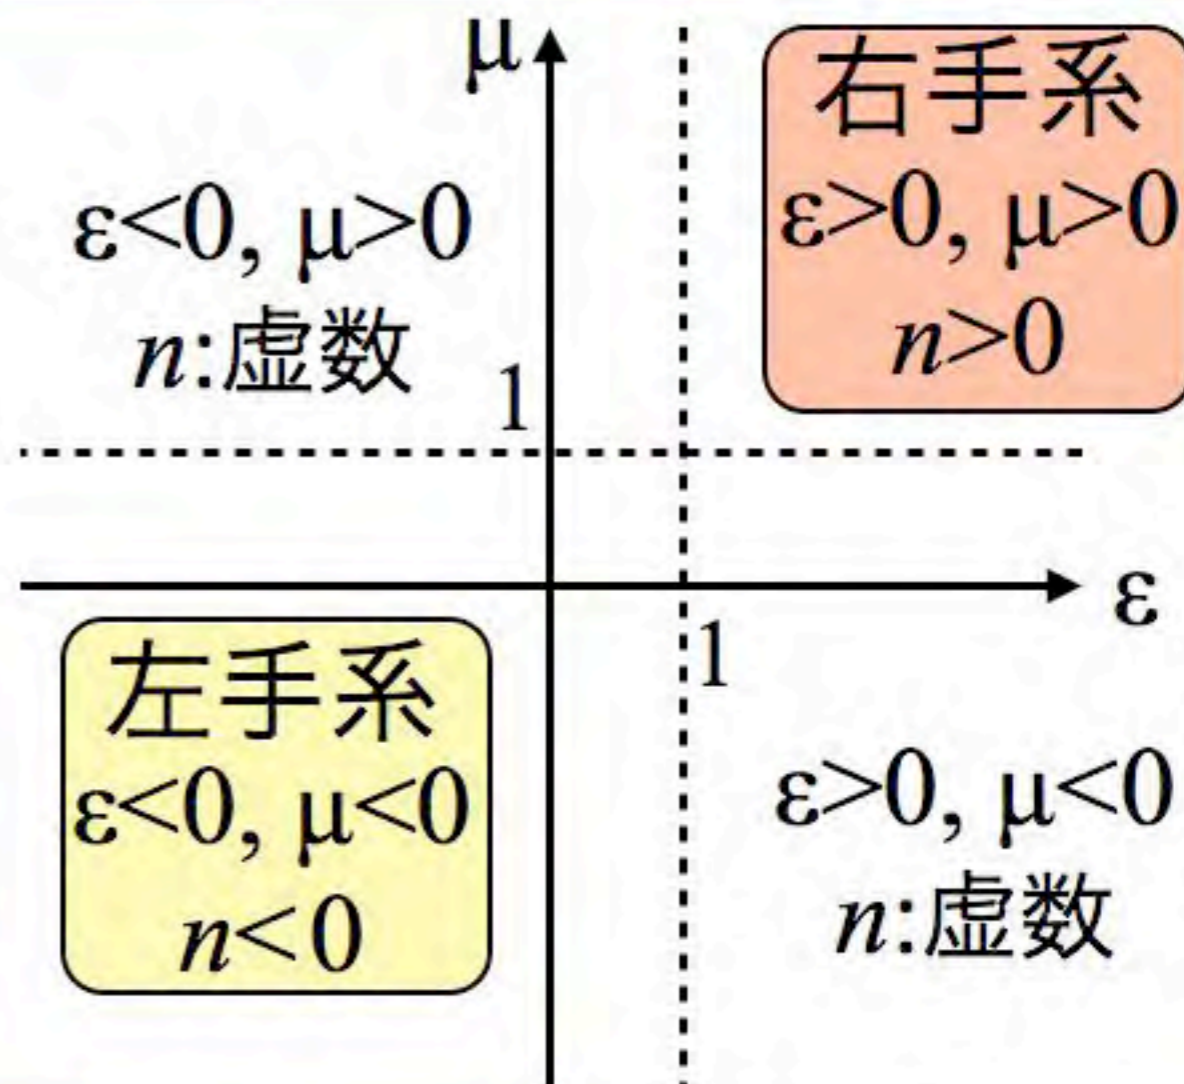 μ
右手系
ε>0, μ>0
n>0
ε<0, μ>0
n:虚数
1
ε
1
左手系
ε<0, μ<0
n<0
ε>0, μ<0
n:虚数